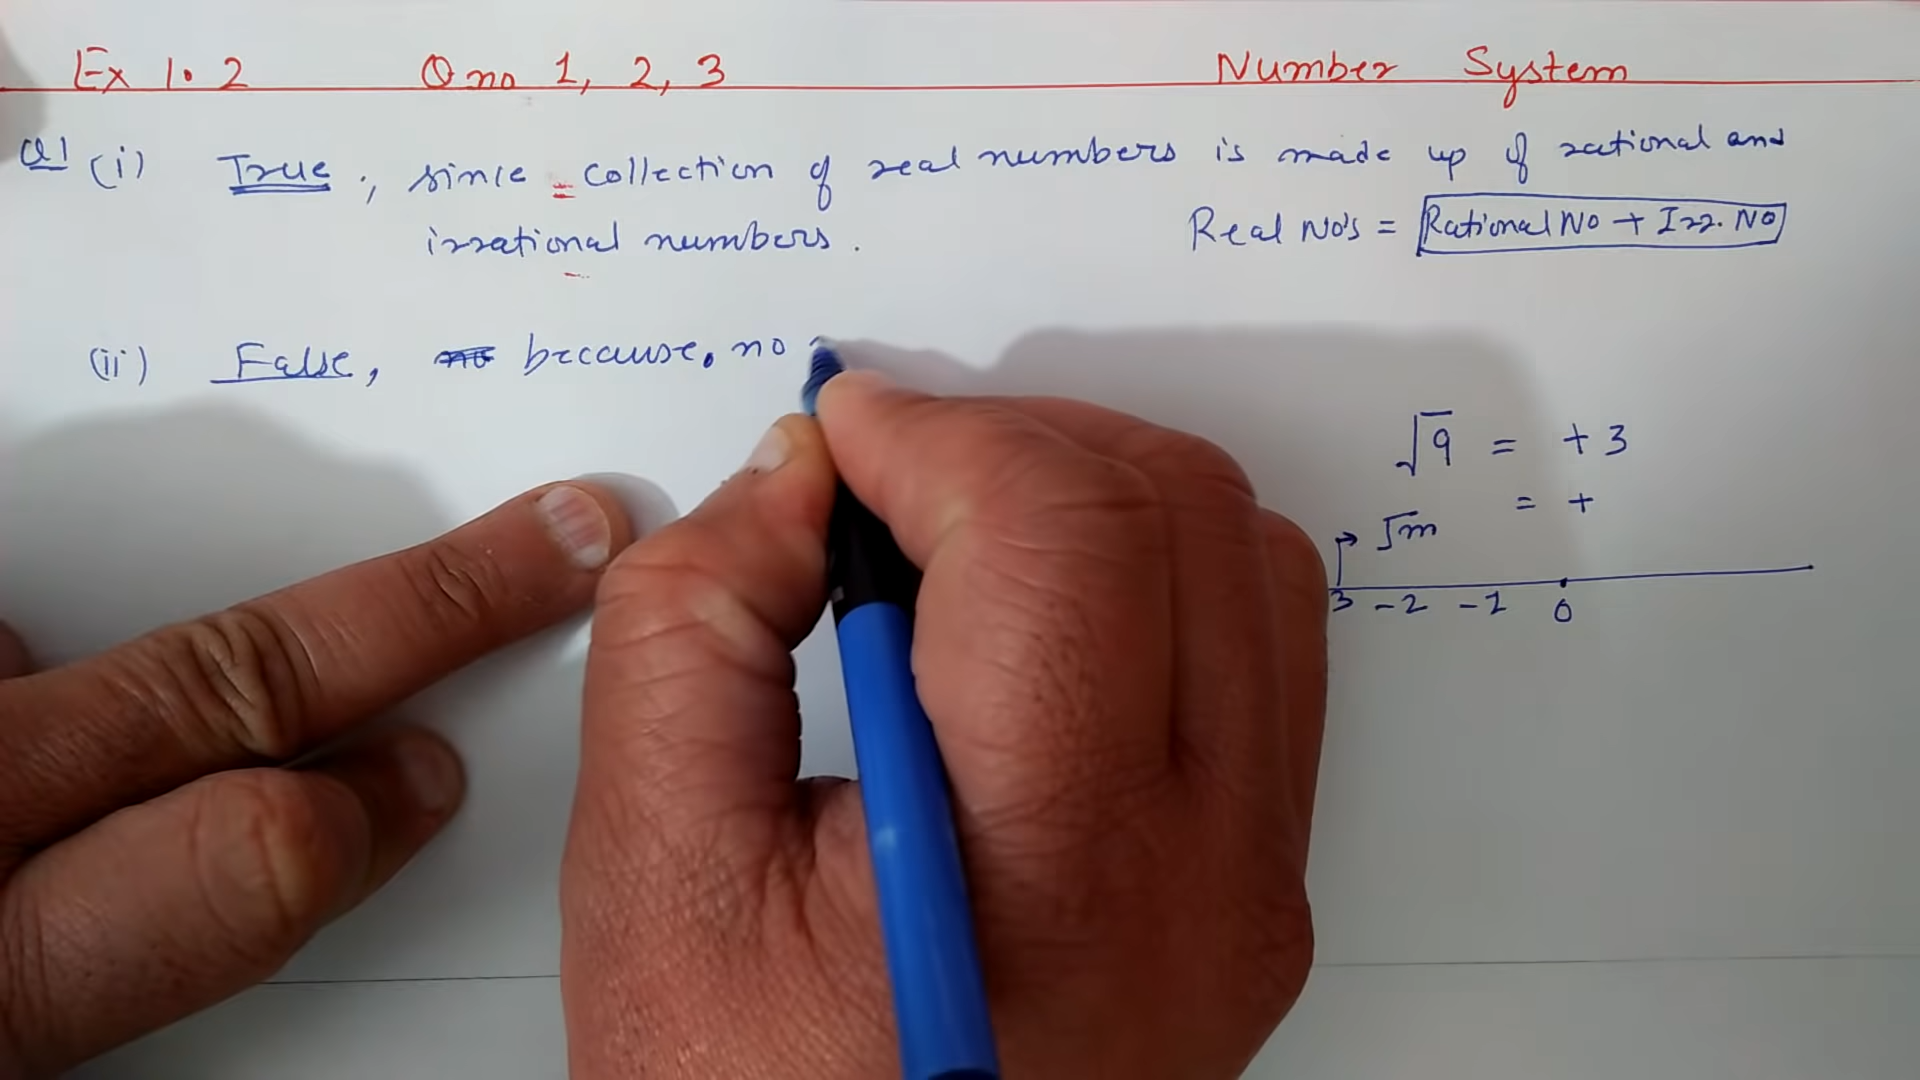 Ex 1.2 Q no 1, 2, 3 Number System
Q1 (i) True, since collection of real numbers is made up of rational and
irrational numbers.
Real No's = Rational No + Irr. No
(ii) False, because no
√9 = +3
= +
√m
3 -2 -1 0